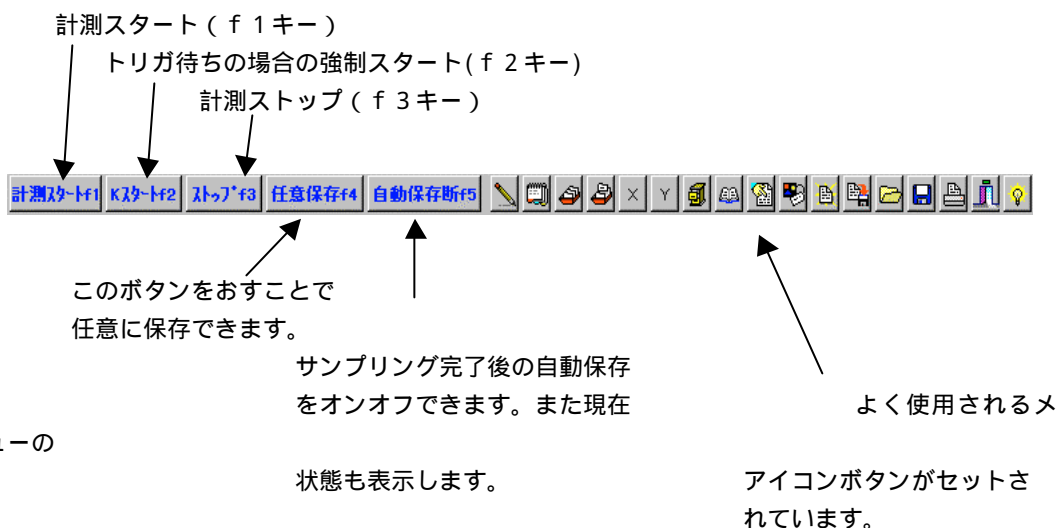 計測スタート（ｆ１キー）
トリガ待ちの場合の強制スタート(ｆ２キー)
計測ストップ（ｆ３キー）
計測ｽﾀｰﾄf1 Kｽﾀｰﾄf2 ｽﾄｯﾌﾟf3 任意保存f4 自動保存断f5 X Y
このボタンをおすことで
任意に保存できます。
サンプリング完了後の自動保存
をオンオフできます。また現在
よく使用されるメ
ューの
状態も表示します。
アイコンボタンがセットさ
れています。